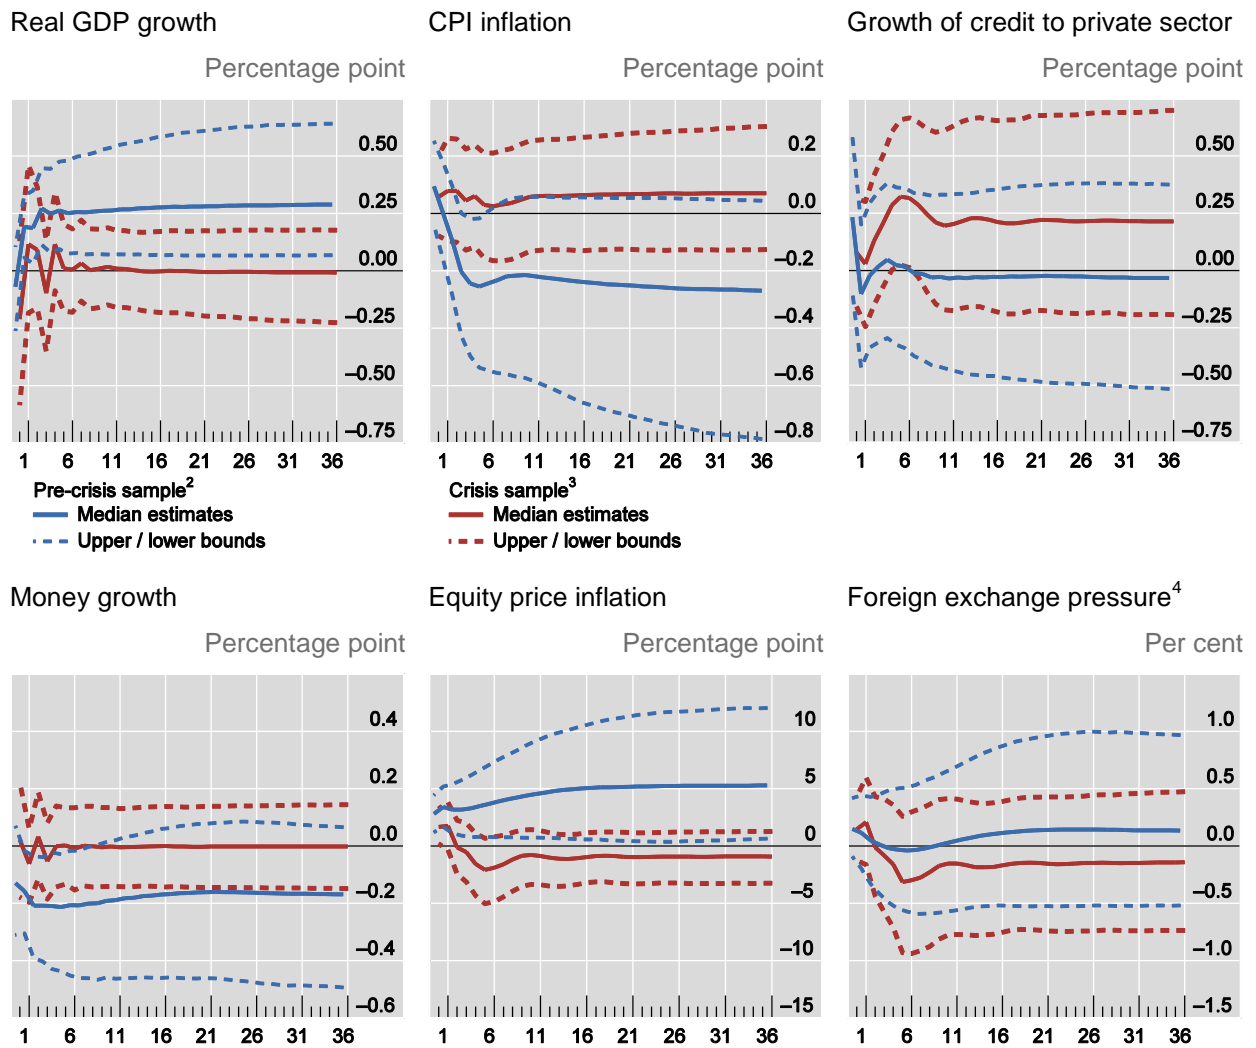 Real GDP growth
CPI inflation
Growth of credit to private sector
Percentage point
Percentage point
Percentage point
0.50
0.25
0.00
–0.25
–0.50
–0.75
1 6 11 16 21 26 31 36
0.2
0.0
–0.2
–0.4
–0.6
–0.8
1 6 11 16 21 26 31 36
0.50
0.25
0.00
–0.25
–0.50
–0.75
1 6 11 16 21 26 31 36
Pre-crisis sample²
Median estimates
Upper / lower bounds
Crisis sample³
Median estimates
Upper / lower bounds
Money growth
Equity price inflation
Foreign exchange pressure⁴
Percentage point
Percentage point
Per cent
0.4
0.2
0.0
–0.2
–0.4
–0.6
1 6 11 16 21 26 31 36
10
5
0
–5
–10
–15
1 6 11 16 21 26 31 36
1.0
0.5
0.0
–0.5
–1.0
–1.5
1 6 11 16 21 26 31 36